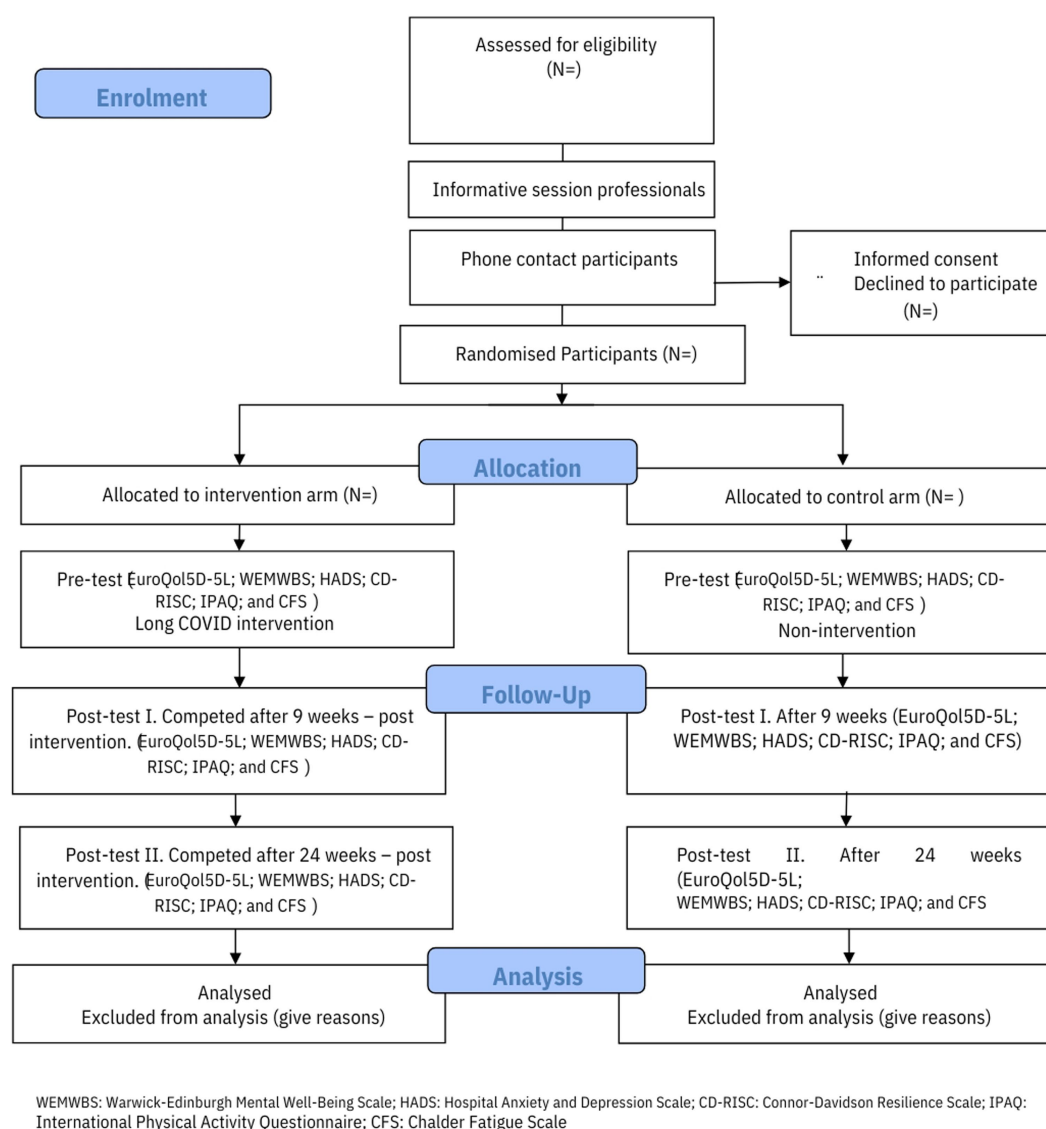 Assessed for eligibility
(N=)
Enrolment
Informative session professionals
Phone contact participants
¨ Informed consent
Declined to participate
(N=)
Randomised Participants (N=)
Allocation
Allocated to intervention arm (N=)
Allocated to control arm (N= )
Pre-test (EuroQol5D-5L; WEMWBS; HADS; CD-
RISC; IPAQ; and CFS )
Long COVID intervention
Pre-test (EuroQol5D-5L; WEMWBS; HADS; CD-
RISC; IPAQ; and CFS )
Non-intervention
Follow-Up
Post-test I. Competed after 9 weeks – post
intervention. (EuroQol5D-5L; WEMWBS; HADS; CD-
RISC; IPAQ; and CFS )
Post-test I. After 9 weeks (EuroQol5D-5L;
WEMWBS; HADS; CD-RISC; IPAQ; and CFS)
Post-test II. Competed after 24 weeks – post
intervention. (EuroQol5D-5L; WEMWBS; HADS; CD-
RISC; IPAQ; and CFS )
Post-test II. After 24 weeks
(EuroQol5D-5L;
WEMWBS; HADS; CD-RISC; IPAQ; and CFS
Analysis
Analysed
Excluded from analysis (give reasons)
Analysed
Excluded from analysis (give reasons)
WEMWBS: Warwick-Edinburgh Mental Well-Being Scale; HADS: Hospital Anxiety and Depression Scale; CD-RISC: Connor-Davidson Resilience Scale; IPAQ:
International Physical Activity Questionnaire; CFS: Chalder Fatigue Scale